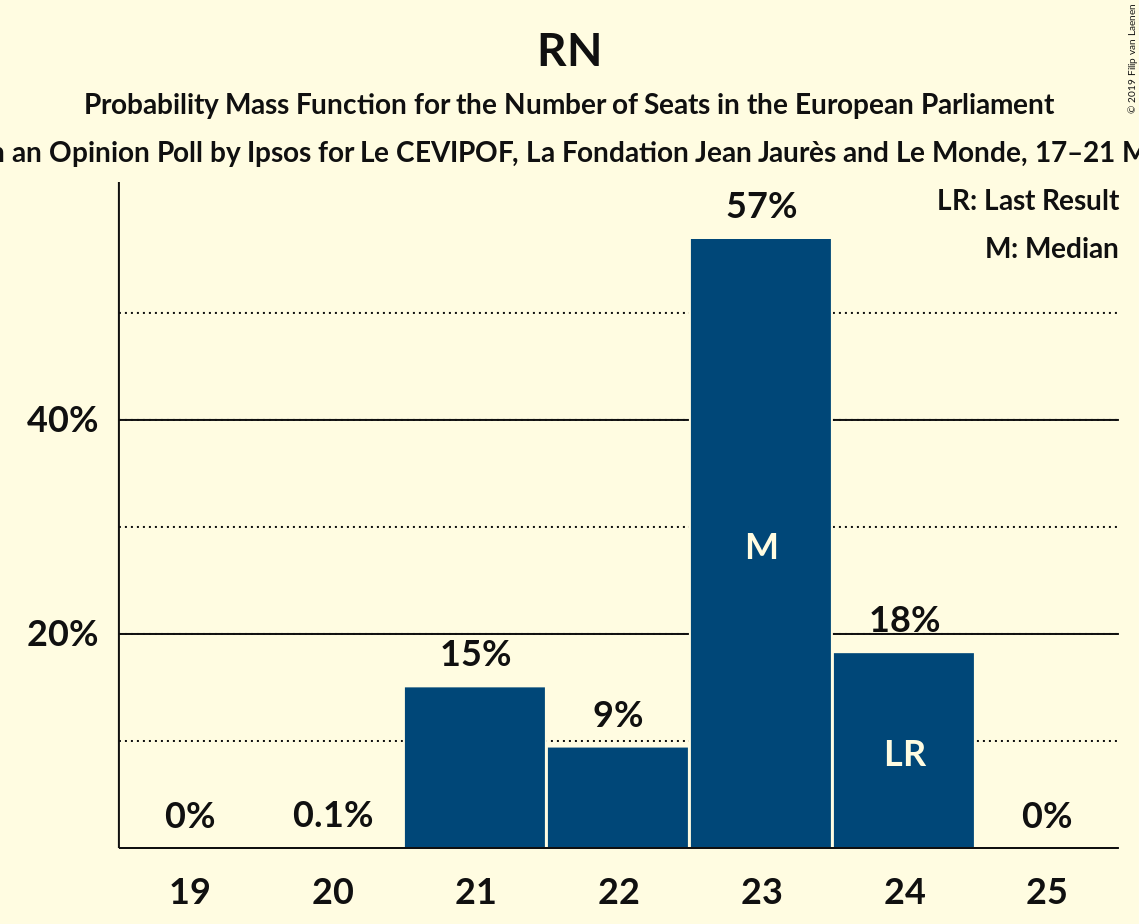 RN
Probability Mass Function for the Number of Seats in the European Parliament
an Opinion Poll by Ipsos for Le CEVIPOF, La Fondation Jean Jaurès and Le Monde, 17–21
© 2019 Filip van Laenen
LR: Last Result
M: Median
57%
40%
M
20%
18%
15%
9%
LR
0%
0.1%
0%
19 20 21 22 23 24 25